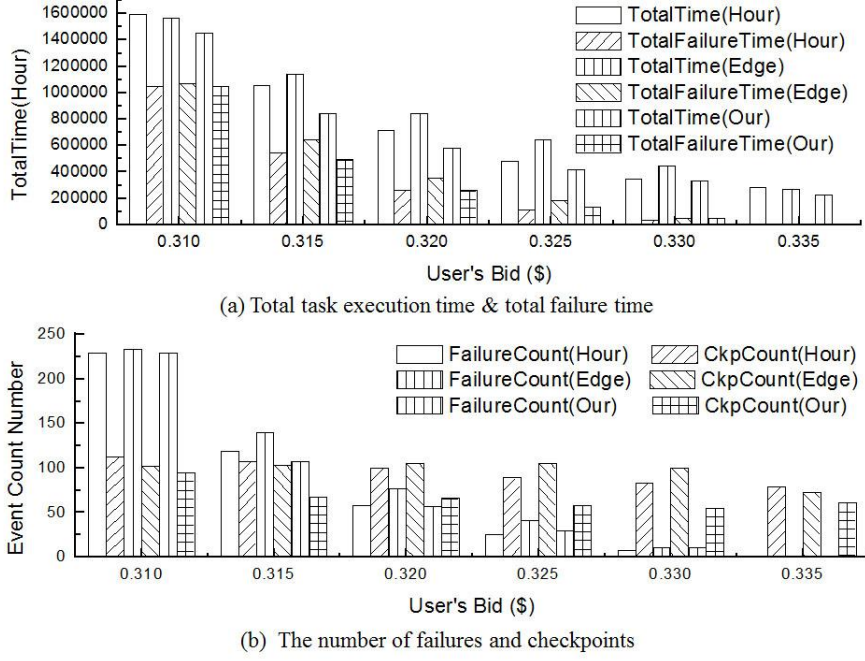 1600000
1400000
1200000
1000000
800000
600000
400000
200000
0
TotalTime(Hour)
TotalTime(Hour)
TotalFailureTime(Hour)
TotalTime(Edge)
TotalFailureTime(Edge)
TotalTime(Our)
TotalFailureTime(Our)
0.310 0.315 0.320 0.325 0.330 0.335
User's Bid ($)
(a) Total task execution time & total failure time
250
200
150
100
50
0
Event Count Number
FailureCount(Hour) CkpCount(Hour)
FailureCount(Edge) CkpCount(Edge)
FailureCount(Our) CkpCount(Our)
0.310 0.315 0.320 0.325 0.330 0.335
User's Bid ($)
(b) The number of failures and checkpoints